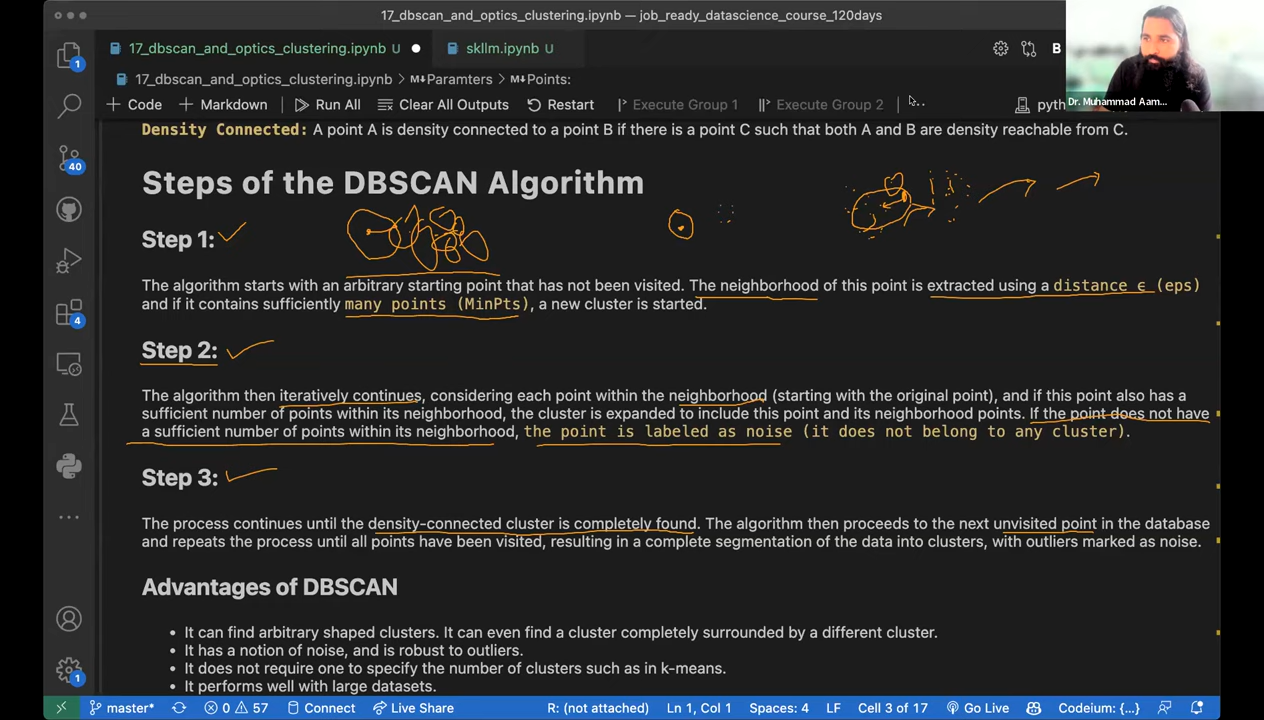 17_dbscan_and_optics_clustering.ipynb — job_ready_datascience_course_120days
17_dbscan_and_optics_clustering.ipynb U
skllm.ipynb U
B
17_dbscan_and_optics_clustering.ipynb > M Paramters > M Points:
+ Code + Markdown Run All Clear All Outputs Restart Execute Group 1 Execute Group 2 ...
Dr. Muhammad Aam...
1
40
4
1
Density Connected: A point A is density connected to a point B if there is a point C such that both A and B are density reachable from C.
Steps of the DBSCAN Algorithm
Step 1:
The algorithm starts with an arbitrary starting point that has not been visited. The neighborhood of this point is extracted using a distance ϵ (eps)
and if it contains sufficiently many points (MinPts), a new cluster is started.
Step 2:
The algorithm then iteratively continues, considering each point within the neighborhood (starting with the original point), and if this point also has a
sufficient number of points within its neighborhood, the cluster is expanded to include this point and its neighborhood points. If the point does not have
a sufficient number of points within its neighborhood, the point is labeled as noise (it does not belong to any cluster).
Step 3:
The process continues until the density-connected cluster is completely found. The algorithm then proceeds to the next unvisited point in the database
and repeats the process until all points have been visited, resulting in a complete segmentation of the data into clusters, with outliers marked as noise.
Advantages of DBSCAN
• It can find arbitrary shaped clusters. It can even find a cluster completely surrounded by a different cluster.
• It has a notion of noise, and is robust to outliers.
• It does not require one to specify the number of clusters such as in k-means.
• It performs well with large datasets.
master* 0 57 Connect Live Share R: (not attached) Ln 1, Col 1 Spaces: 4 LF Cell 3 of 17 Go Live Codeium: {...}